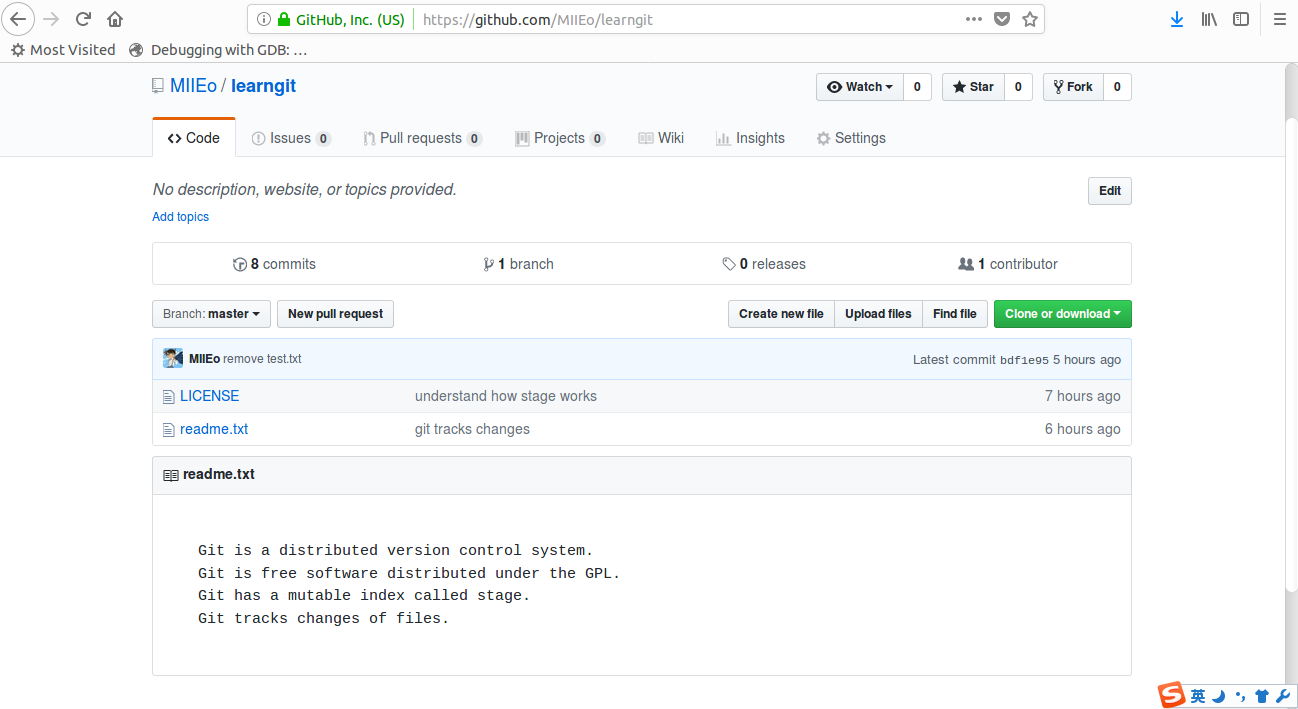 GitHub, Inc. (US) https://github.com/MIIEo/learngit
Most Visited Debugging with GDB: …
MIIEo / learngit Watch 0 Star 0 Fork 0
Code Issues 0 Pull requests 0 Projects 0 Wiki Insights Settings
No description, website, or topics provided. Edit
Add topics
8 commits 1 branch 0 releases 1 contributor
Branch: master New pull request Create new file Upload files Find file Clone or download
MIIEo remove test.txt Latest commit bdf1e95 5 hours ago
LICENSE understand how stage works 7 hours ago
readme.txt git tracks changes 6 hours ago
readme.txt
Git is a distributed version control system.
Git is free software distributed under the GPL.
Git has a mutable index called stage.
Git tracks changes of files.
S 英